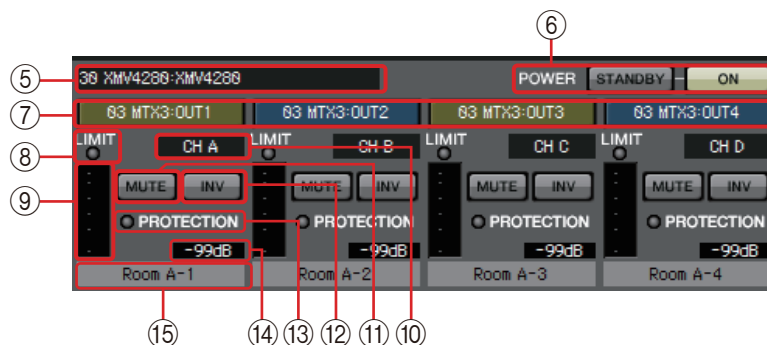 ⑥
⑤ 30 XMV4280:XMV4280 POWER STANDBY ON
⑦ 03 MTX3:OUT1 03 MTX3:OUT2 03 MTX3:OUT3 03 MTX3:OUT4
⑧ LIMIT CH A LIMIT CH B LIMIT CH C LIMIT CH D
⑨ MUTE INV MUTE INV MUTE INV MUTE INV
PROTECTION PROTECTION PROTECTION PROTECTION
-99dB -99dB -99dB -99dB
Room A-1 Room A-2 Room A-3 Room A-4
⑮ ⑭ ⑬ ⑫ ⑪ ⑩